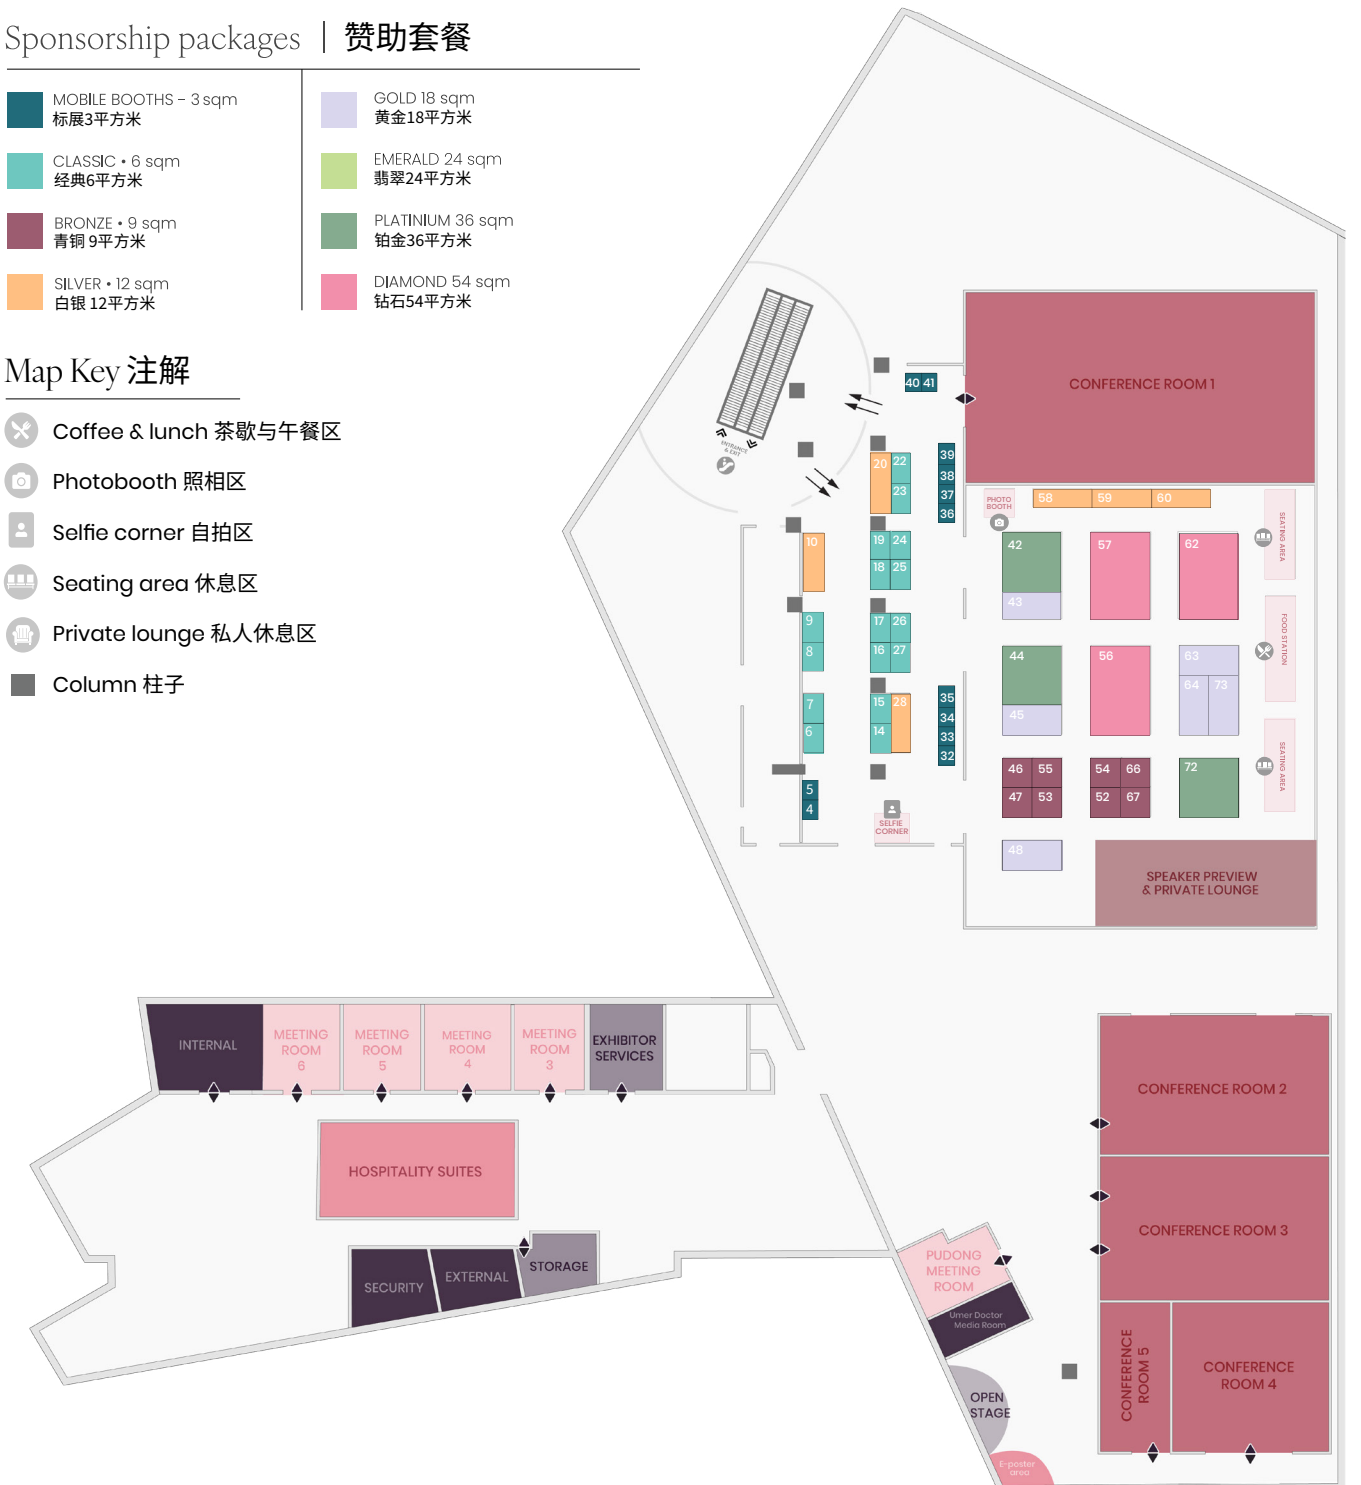 Sponsorship packages | 赞助套餐
MOBILE BOOTHS – 3 sqm
标展3平方米
CLASSIC • 6 sqm
经典6平方米
BRONZE • 9 sqm
青铜 9平方米
SILVER • 12 sqm
白银 12平方米
GOLD 18 sqm
黄金18平方米
EMERALD 24 sqm
翡翠24平方米
PLATINIUM 36 sqm
铂金36平方米
DIAMOND 54 sqm
钻石54平方米
Map Key 注解
Coffee & lunch 茶歇与午餐区
Photobooth 照相区
Selfie corner 自拍区
Seating area 休息区
Private lounge 私人休息区
Column 柱子
ENTRANCE
& EXIT
CONFERENCE ROOM 1
40 41
39
38
37
36
20 22
23
19 24
18 25
17 26
16 27
15 28
14
10
9
8
7
6
5
4
35
34
33
32
SELFIE
CORNER
PHOTO
BOOTH
58 59 60
42
43
57
62
44
45
56
63
64 73
46 55
47 53
54 66
52 67
72
48
SEATING AREA
FOOD STATION
SEATING AREA
SPEAKER PREVIEW
& PRIVATE LOUNGE
INTERNAL
MEETING
ROOM
6
MEETING
ROOM
5
MEETING
ROOM
4
MEETING
ROOM
3
EXHIBITOR
SERVICES
HOSPITALITY SUITES
SECURITY
EXTERNAL
STORAGE
PUDONG
MEETING
ROOM
Umer Doctor
Media Room
OPEN
STAGE
E-poster
area
CONFERENCE ROOM 2
CONFERENCE ROOM 3
CONFERENCE
ROOM 5
CONFERENCE
ROOM 4